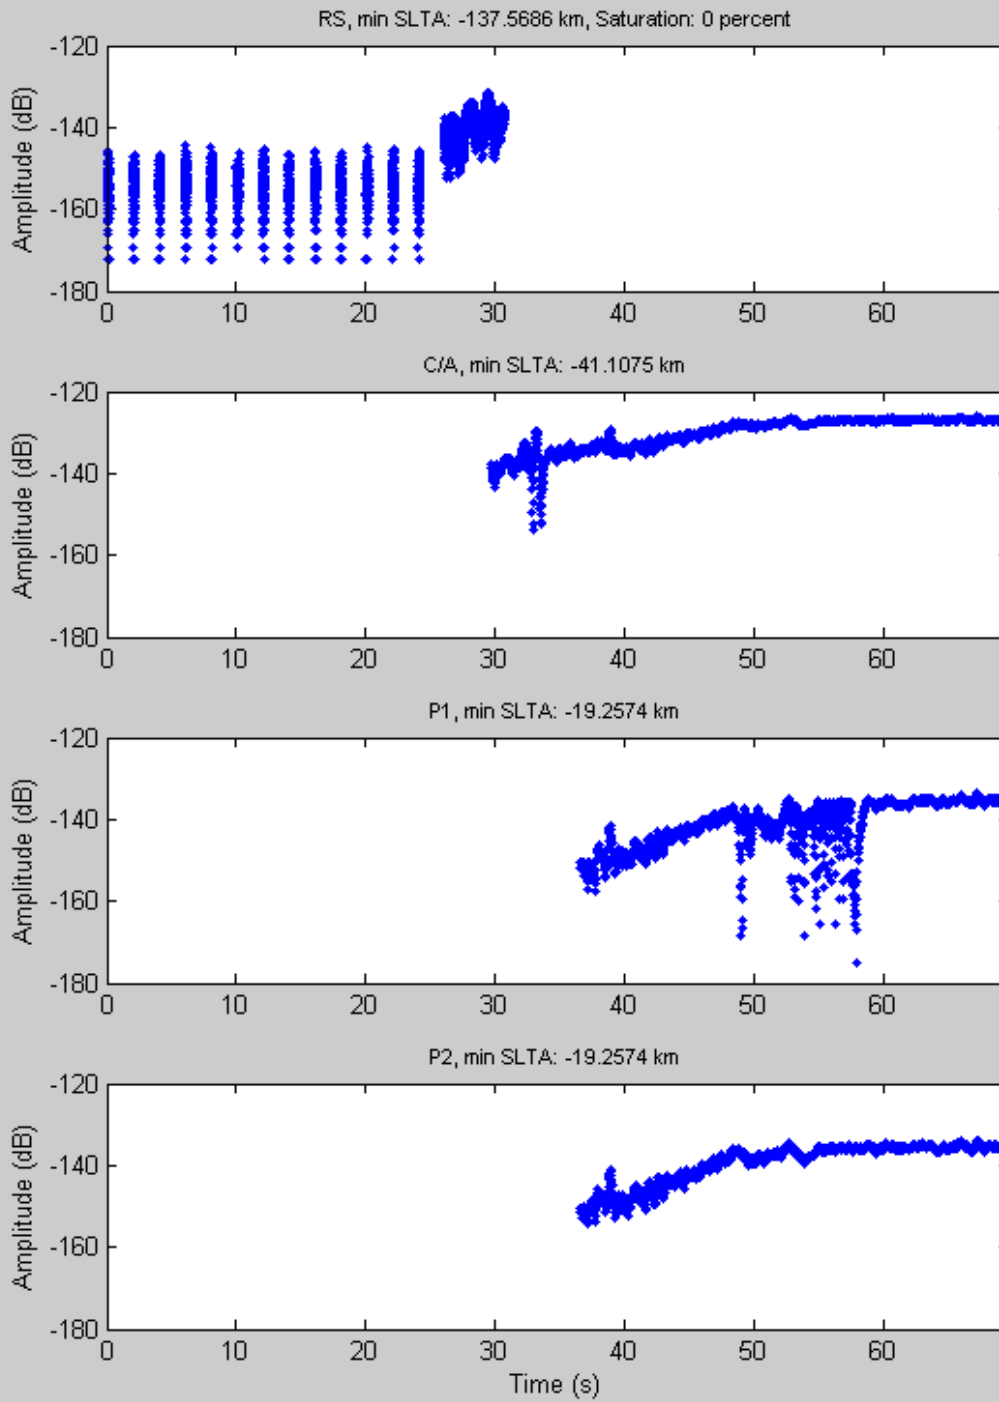 RS, min SLTA: -137.5686 km, Saturation: 0 percent
-120
-140
-160
-180
Amplitude (dB)
0 10 20 30 40 50 60
C/A, min SLTA: -41.1075 km
-120
-140
-160
-180
Amplitude (dB)
0 10 20 30 40 50 60
P1, min SLTA: -19.2574 km
-120
-140
-160
-180
Amplitude (dB)
0 10 20 30 40 50 60
P2, min SLTA: -19.2574 km
-120
-140
-160
-180
Amplitude (dB)
0 10 20 30 40 50 60
Time (s)